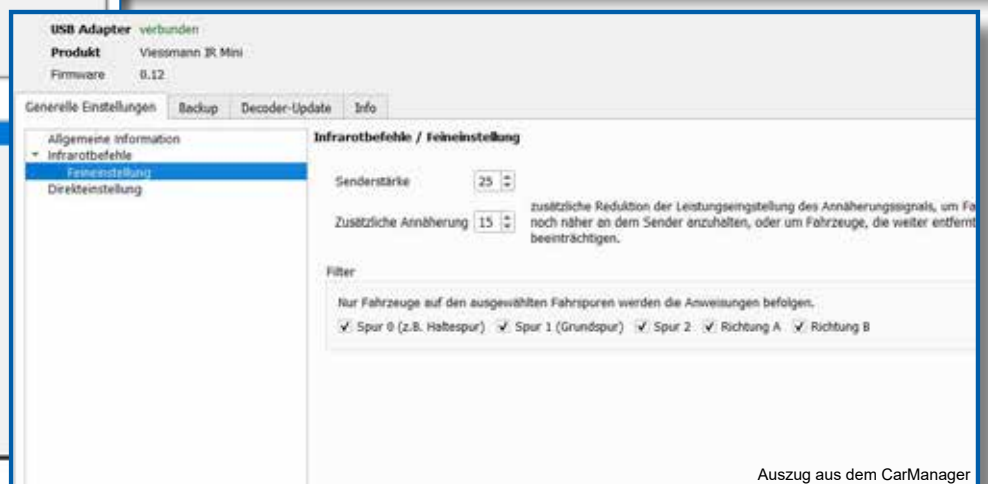 USB Adapter verbunden
Produkt Viessmann IR Mini
Firmware 0.12
Generelle Einstellungen Backup Decoder-Update Info
Allgemeine Information
Infrarotbefehle
Feineinstellung
Direkteinstellung
Infrarotbefehle / Feineinstellung
Senderstärke 25
Zusätzliche Annäherung 15
zusätzliche Reduktion der Leistungseingstellung des Annäherungssignals, um Fa
noch näher an dem Sender anzuhalten, oder um Fahrzeuge, die weiter entfernt
beeinträchtigen.
Filter
Nur Fahrzeuge auf den ausgewählten Fahrspuren werden die Anweisungen befolgen.
Spur 0 (z.B. Haltespur) Spur 1 (Grundspur) Spur 2 Richtung A Richtung B
Auszug aus dem CarManager